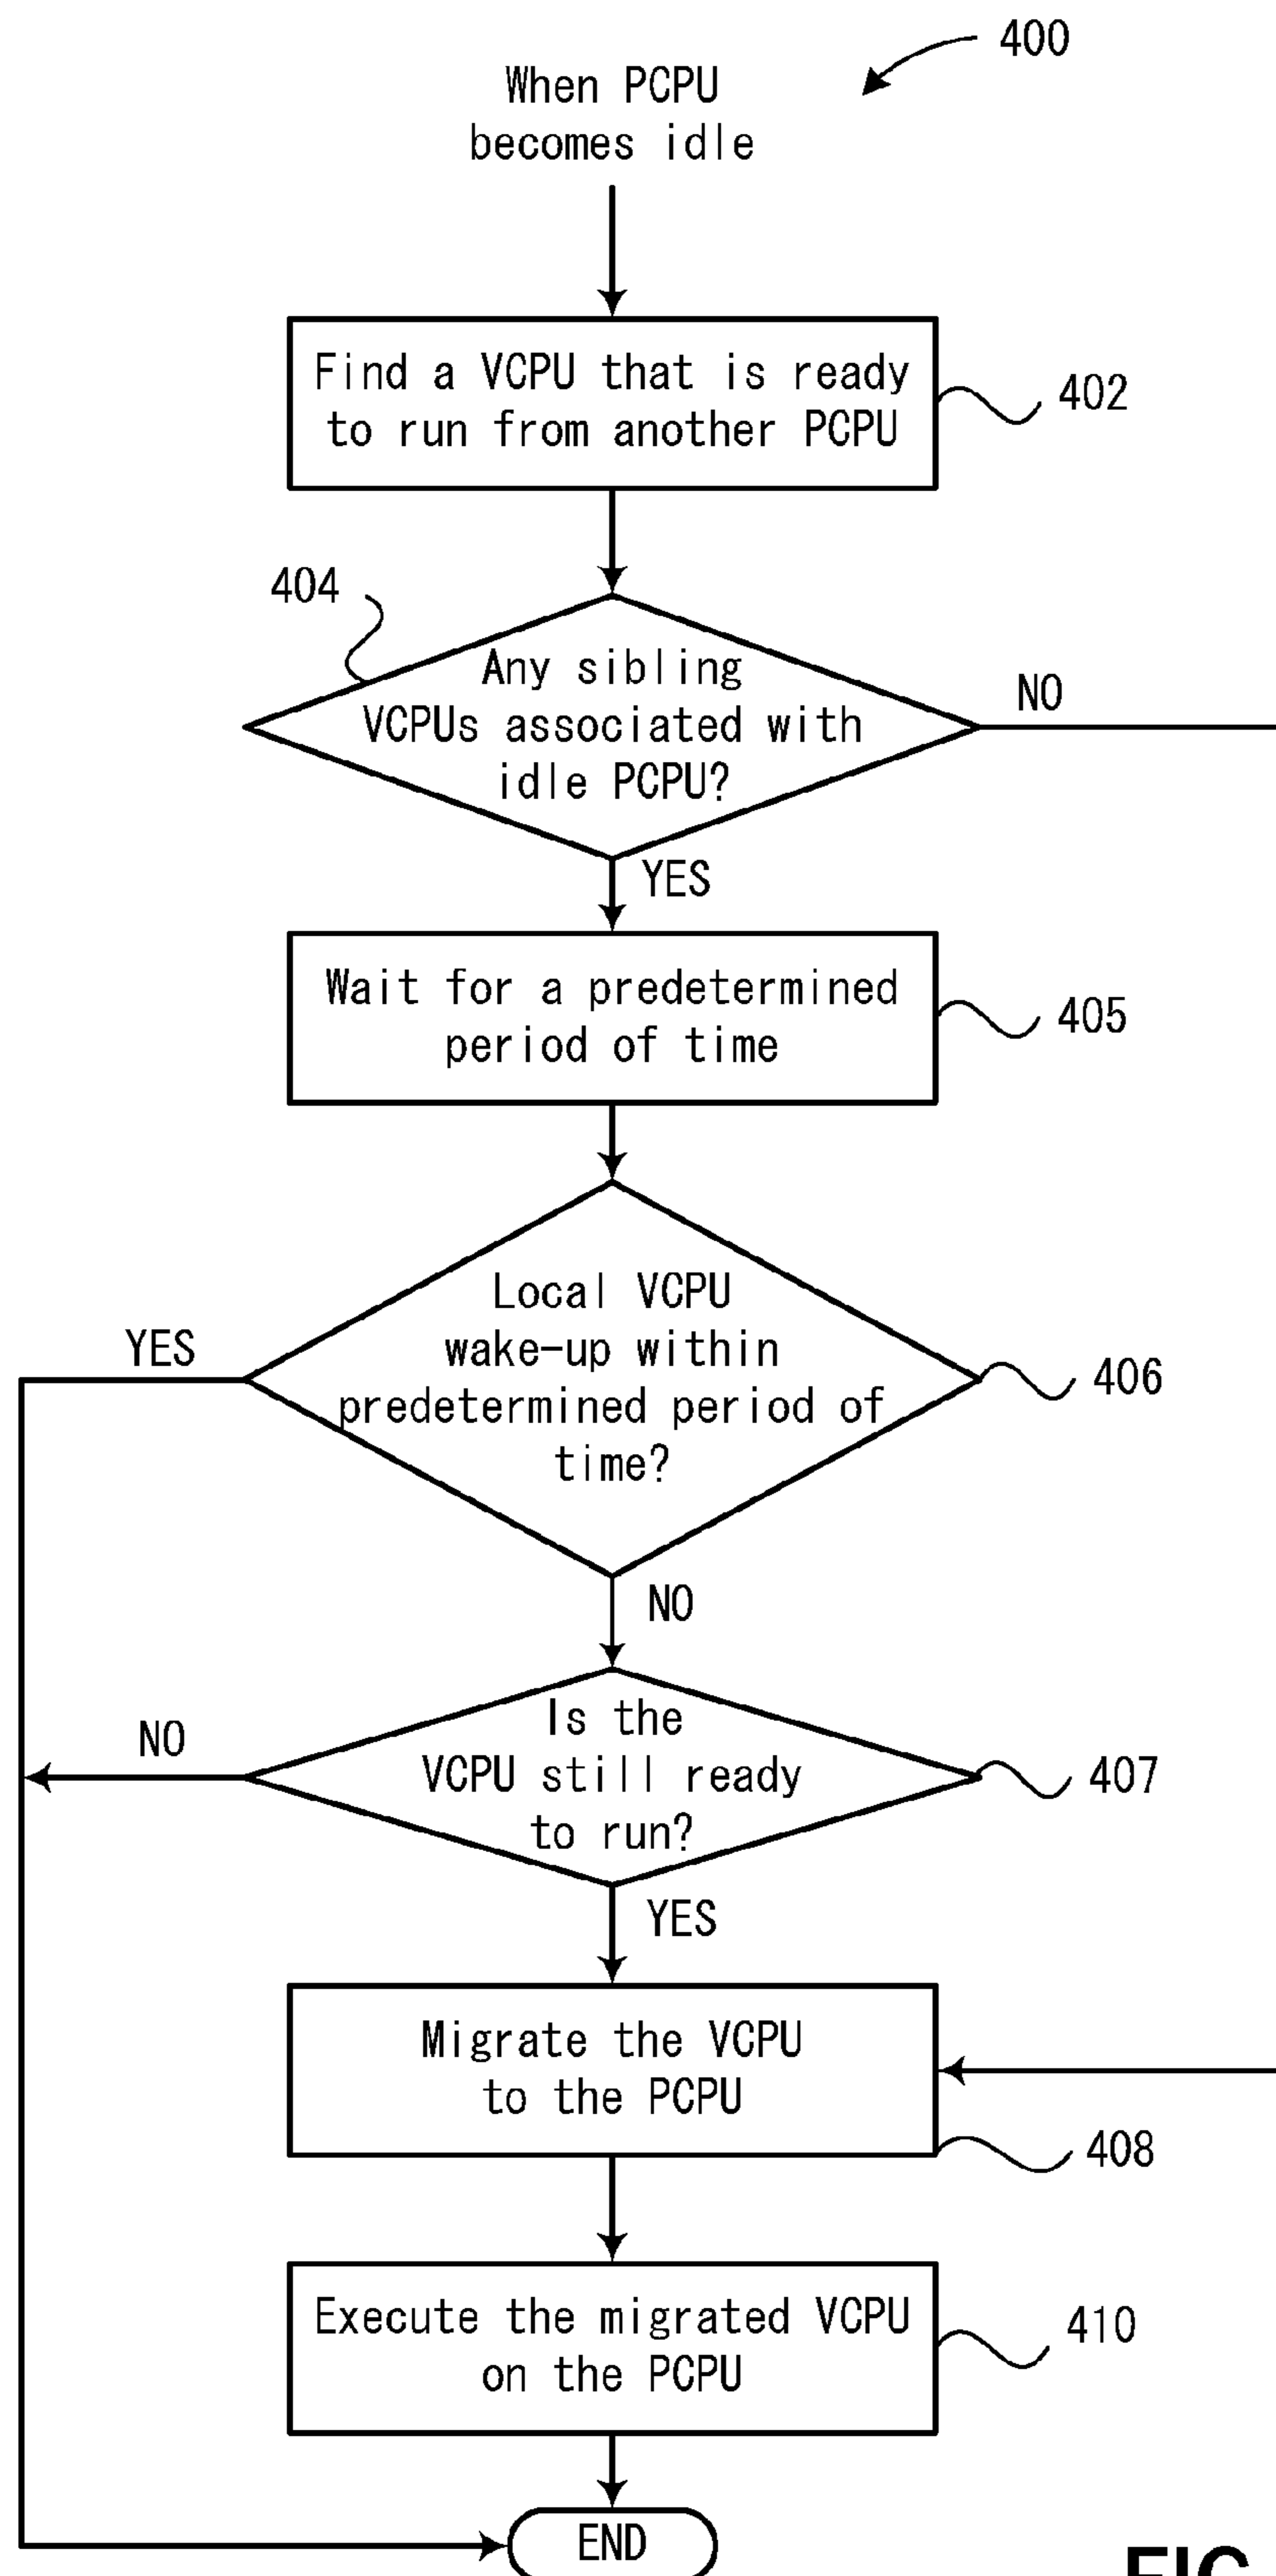 400
When PCPU
becomes idle
Find a VCPU that is ready
to run from another PCPU
402
404
Any sibling
VCPUs associated with
idle PCPU?
NO
YES
Wait for a predetermined
period of time
405
Local VCPU
wake-up within
predetermined period of
time?
YES
406
NO
Is the
VCPU still ready
to run?
NO
407
YES
Migrate the VCPU
to the PCPU
408
Execute the migrated VCPU
on the PCPU
410
END
FIG